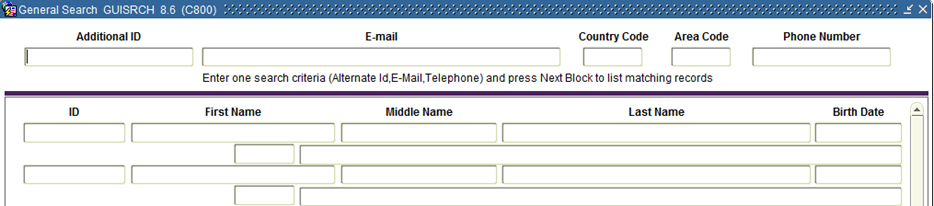 General Search GUISRCH 8.6 (C800)
Additional ID E-mail Country Code Area Code Phone Number
Enter one search criteria (Alternate Id,E-Mail,Telephone) and press Next Block to list matching records
ID First Name Middle Name Last Name Birth Date